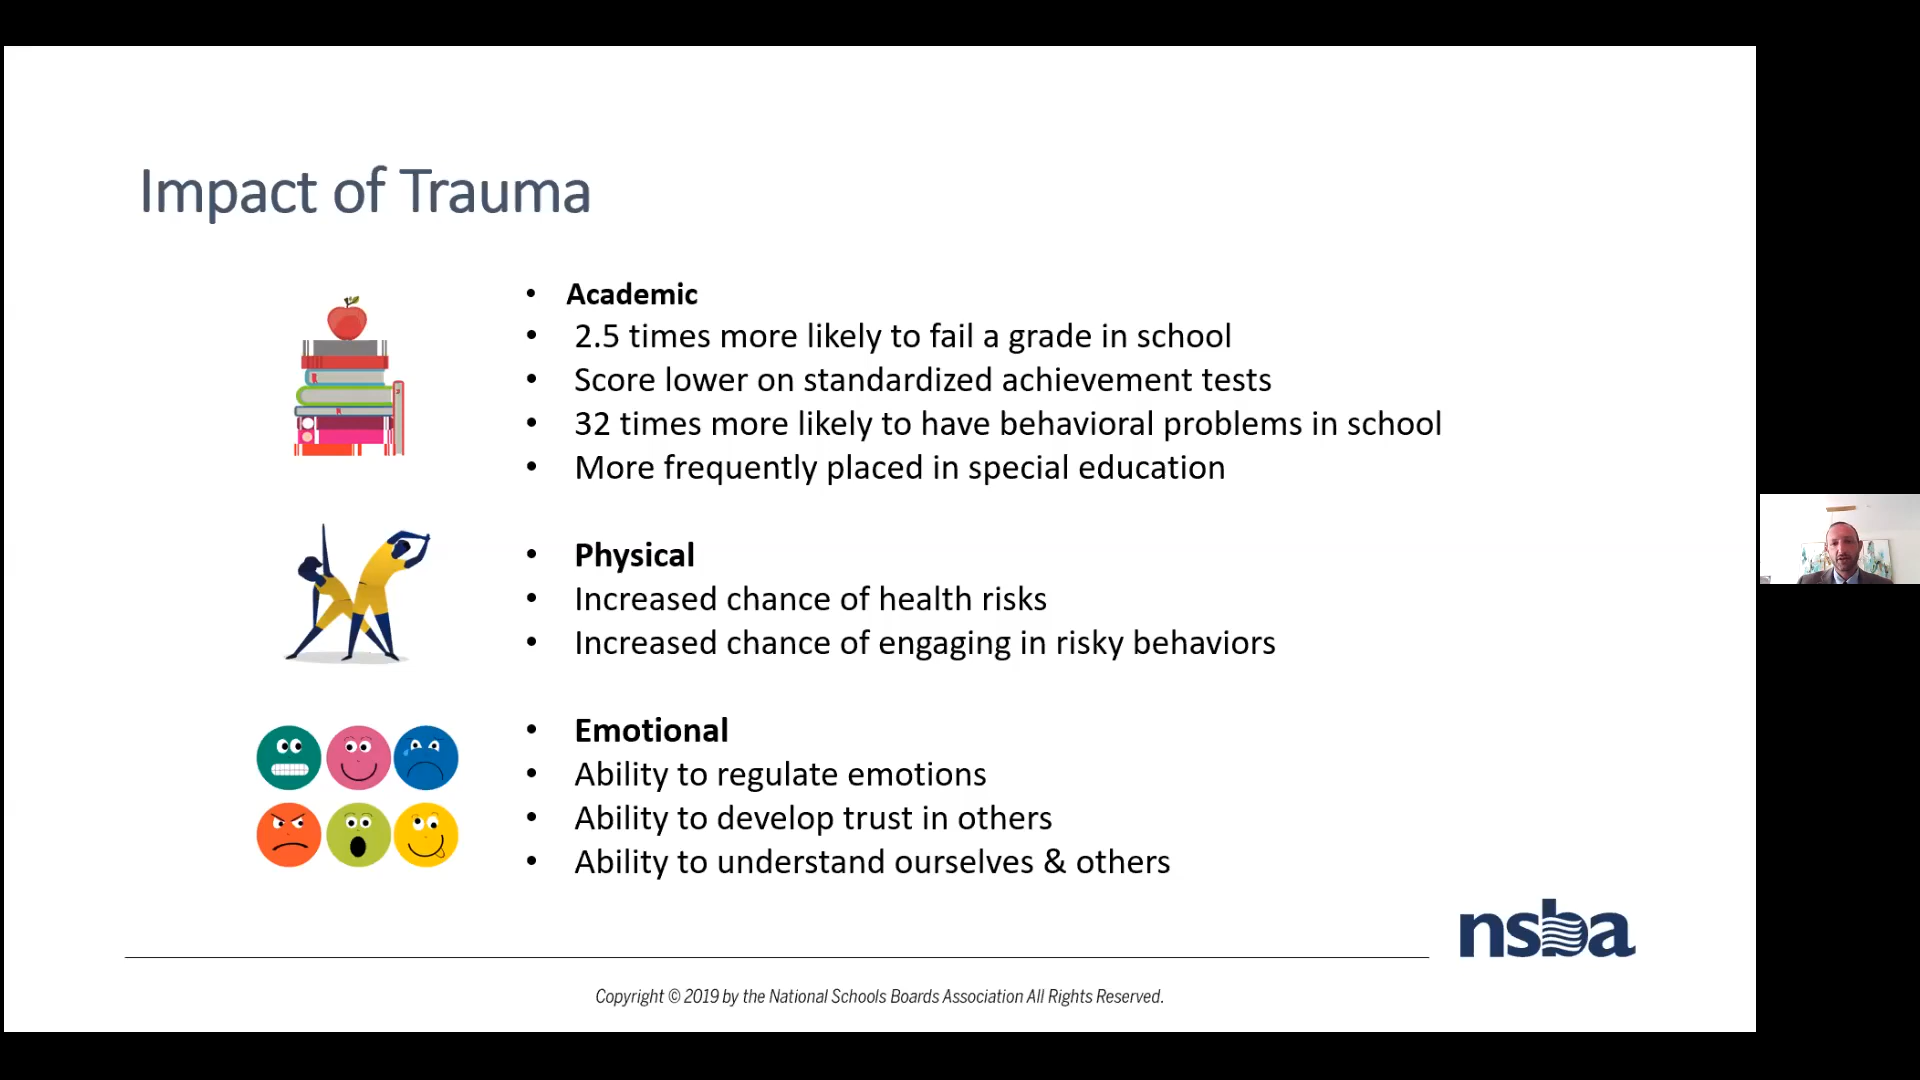 Impact of Trauma
• Academic
• 2.5 times more likely to fail a grade in school
• Score lower on standardized achievement tests
• 32 times more likely to have behavioral problems in school
• More frequently placed in special education
• Physical
• Increased chance of health risks
• Increased chance of engaging in risky behaviors
• Emotional
• Ability to regulate emotions
• Ability to develop trust in others
• Ability to understand ourselves & others
nsba
Copyright © 2019 by the National Schools Boards Association All Rights Reserved.